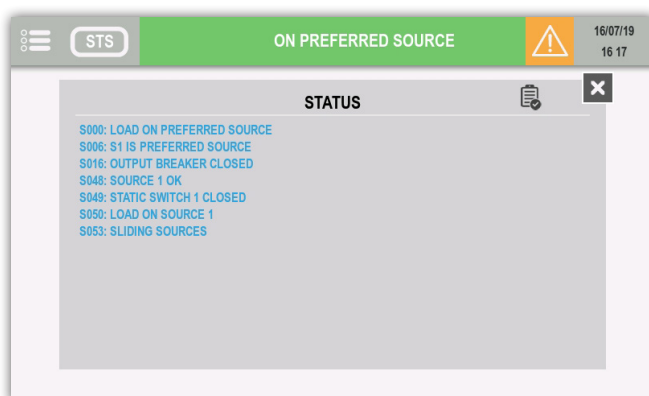 STS
ON PREFERRED SOURCE
16/07/19
16 17
STATUS
S000: LOAD ON PREFERRED SOURCE
S006: S1 IS PREFERRED SOURCE
S016: OUTPUT BREAKER CLOSED
S048: SOURCE 1 OK
S049: STATIC SWITCH 1 CLOSED
S050: LOAD ON SOURCE 1
S053: SLIDING SOURCES